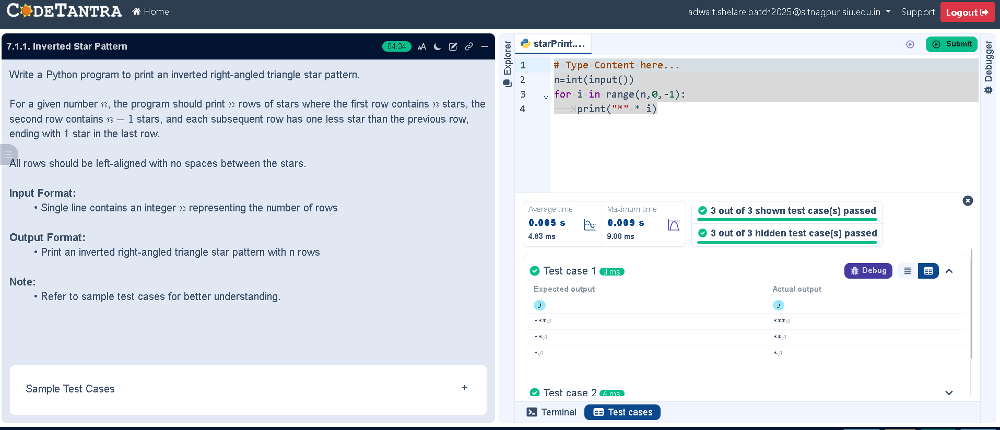 CODETANTRA
Home
adwait.shelare.batch2025@sitnagpur.siu.edu.in
Support
Logout
7.1.1. Inverted Star Pattern
04:34
AA
Write a Python program to print an inverted right-angled triangle star pattern.
For a given number n, the program should print n rows of stars where the first row contains n stars, the
second row contains n − 1 stars, and each subsequent row has one less star than the previous row,
ending with 1 star in the last row.
All rows should be left-aligned with no spaces between the stars.
Input Format:
• Single line contains an integer n representing the number of rows
Output Format:
• Print an inverted right-angled triangle star pattern with n rows
Note:
• Refer to sample test cases for better understanding.
Sample Test Cases
+
Explorer
starPrint....
Submit
Debugger
1 # Type Content here...
2 n=int(input())
3 for i in range(n,0,-1):
4 print("*" * i)
Average time
0.005 s
4.83 ms
Maximum time
0.009 s
9.00 ms
3 out of 3 shown test case(s) passed
3 out of 3 hidden test case(s) passed
Test case 1 9 ms
Debug
Expected output Actual output
3 3
***⏎ ***⏎
**⏎ **⏎
*⏎ *⏎
Test case 2 4 ms
Terminal
Test cases